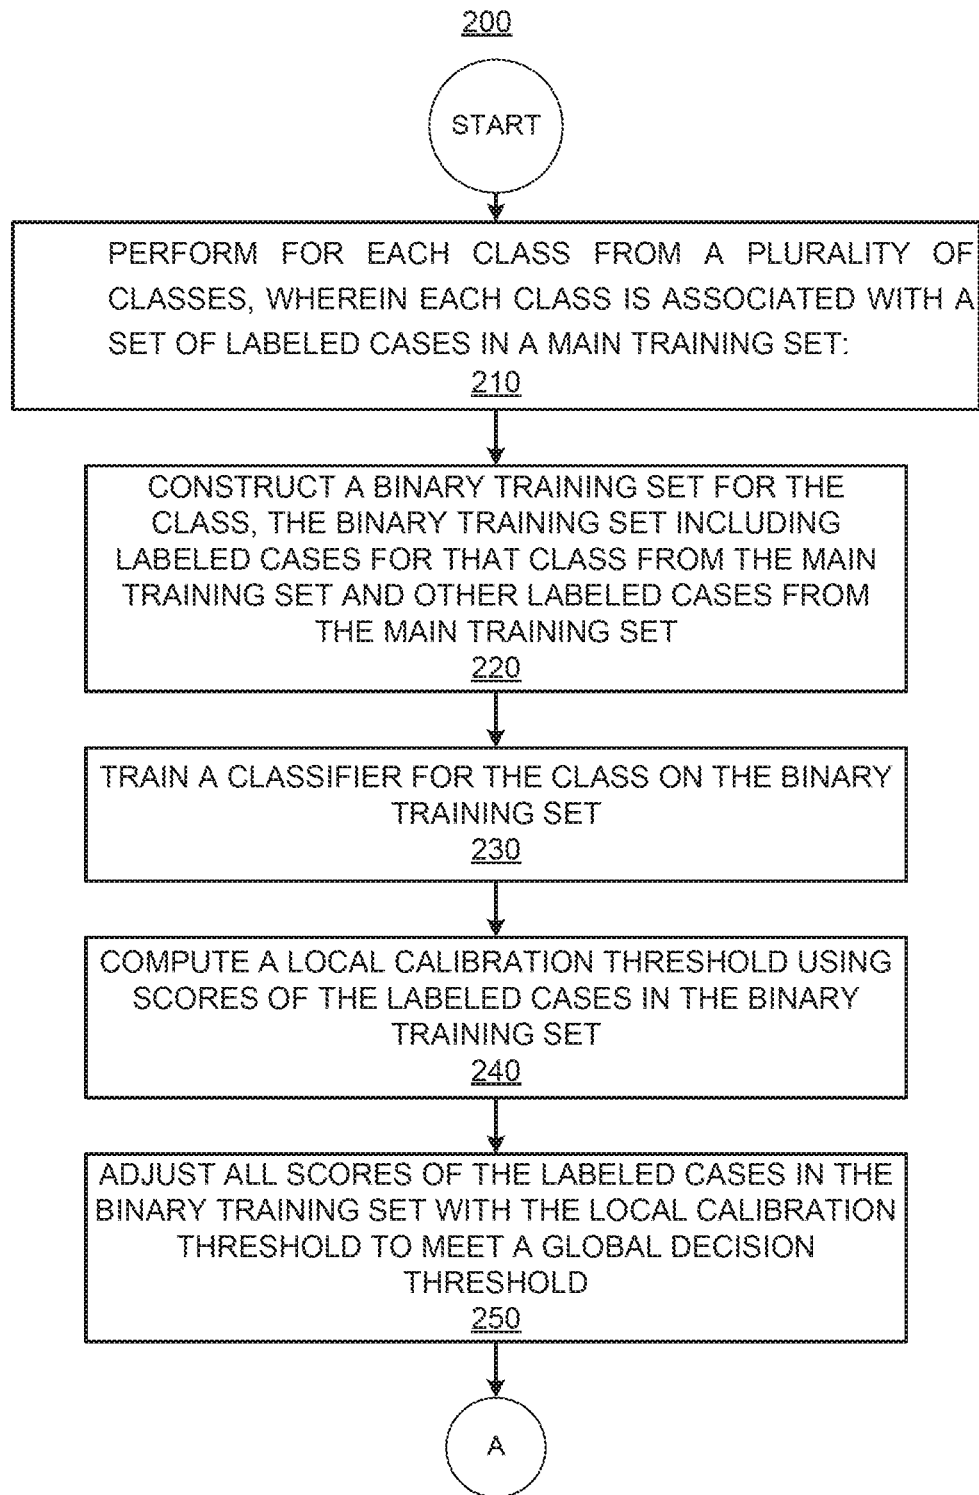 200
START
PERFORM FOR EACH CLASS FROM A PLURALITY OF
CLASSES, WHEREIN EACH CLASS IS ASSOCIATED WITH A
SET OF LABELED CASES IN A MAIN TRAINING SET:
210
CONSTRUCT A BINARY TRAINING SET FOR THE
CLASS, THE BINARY TRAINING SET INCLUDING
LABELED CASES FOR THAT CLASS FROM THE MAIN
TRAINING SET AND OTHER LABELED CASES FROM
THE MAIN TRAINING SET
220
TRAIN A CLASSIFIER FOR THE CLASS ON THE BINARY
TRAINING SET
230
COMPUTE A LOCAL CALIBRATION THRESHOLD USING
SCORES OF THE LABELED CASES IN THE BINARY
TRAINING SET
240
ADJUST ALL SCORES OF THE LABELED CASES IN THE
BINARY TRAINING SET WITH THE LOCAL CALIBRATION
THRESHOLD TO MEET A GLOBAL DECISION
THRESHOLD
250
A